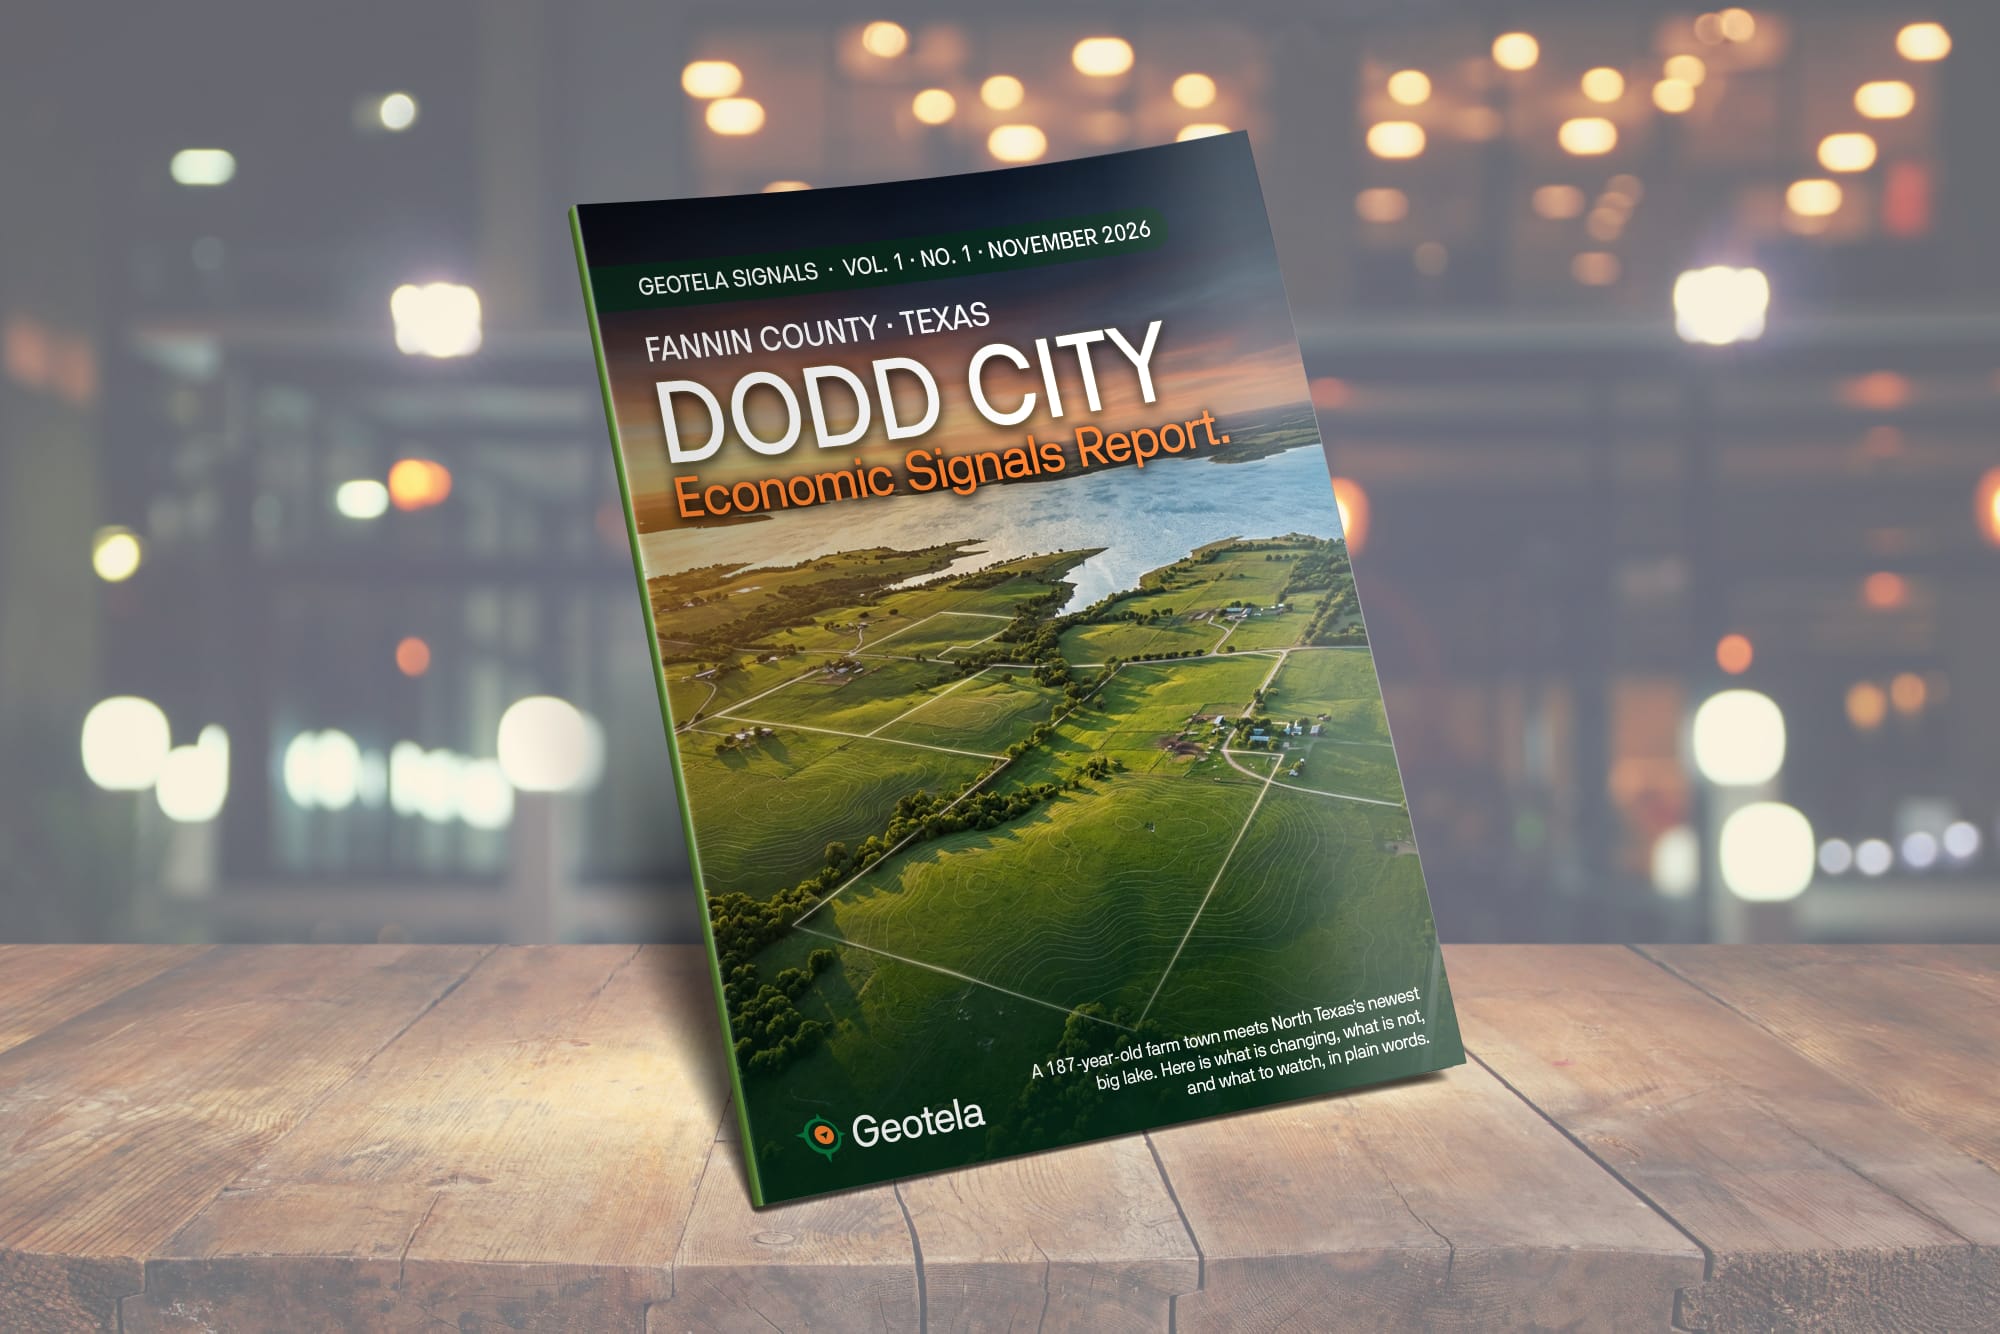 GEOTELA SIGNALS · VOL. 1 · NO. 1 · NOVEMBER 2026
FANNIN COUNTY · TEXAS
DODD CITY
Economic Signals Report.
A 187-year-old farm town meets North Texas's newest
big lake. Here is what is changing, what is not,
and what to watch, in plain words.
Geotela